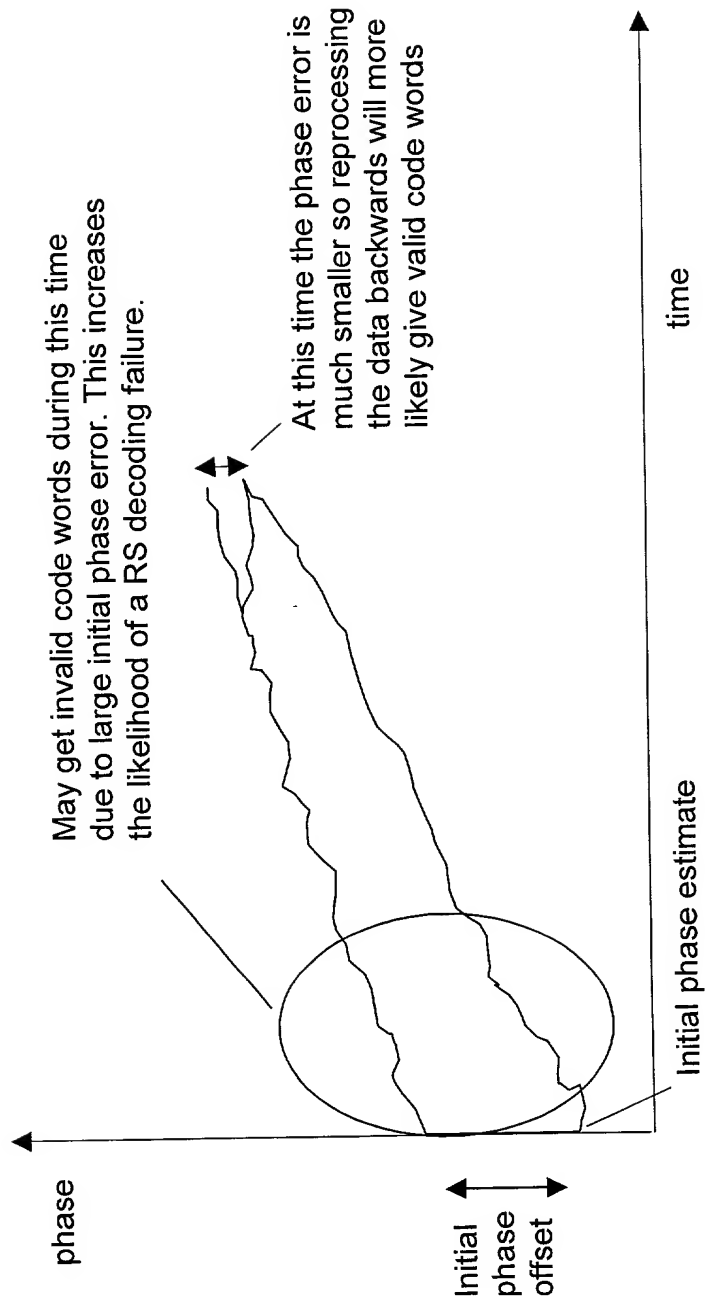 May get invalid code words during this time
due to large initial phase error. This increases
the likelihood of a RS decoding failure.
At this time the phase error is
much smaller so reprocessing
the data backwards will more
likely give valid code words
phase
Initial
phase
offset
time
Initial phase estimate